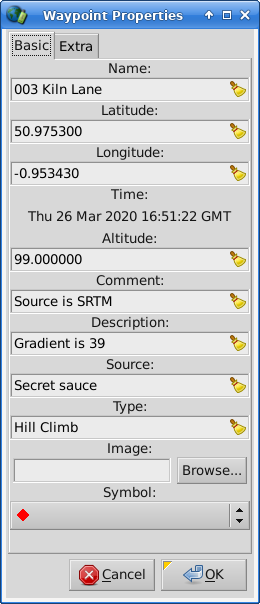 Waypoint Properties
Basic Extra
Name:
003 Kiln Lane
Latitude:
50.975300
Longitude:
-0.953430
Time:
Thu 26 Mar 2020 16:51:22 GMT
Altitude:
99.000000
Comment:
Source is SRTM
Description:
Gradient is 39
Source:
Secret sauce
Type:
Hill Climb
Image:
Browse...
Symbol:
Cancel OK